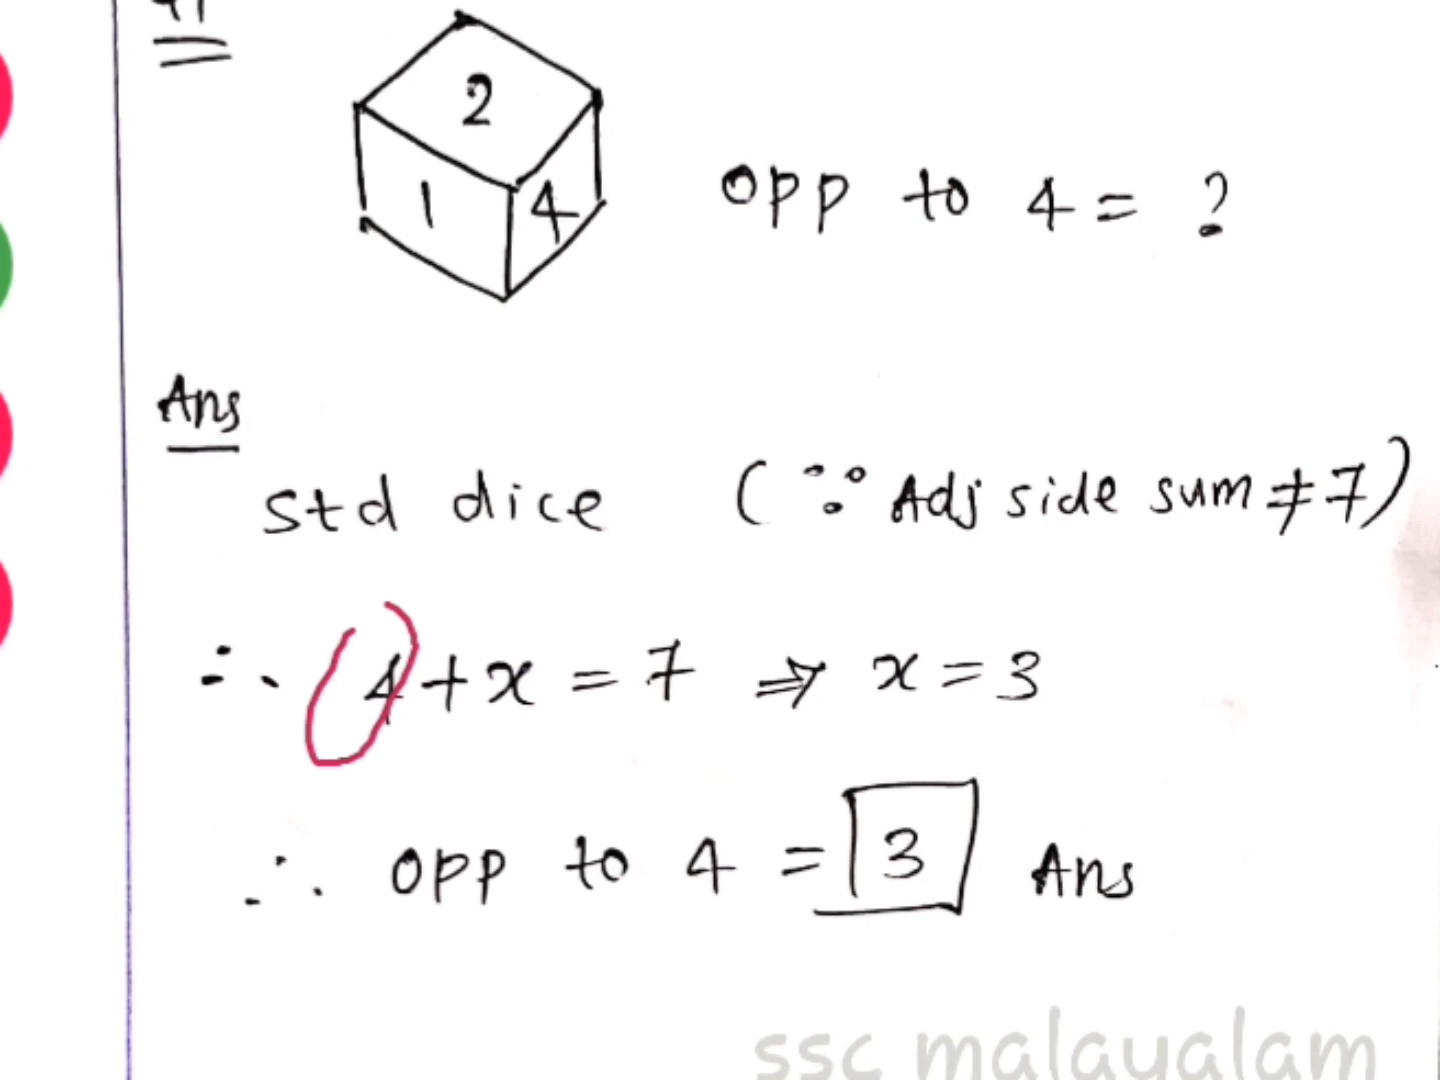 2
1 4
opp to 4 = ?
Ans
std dice (∵ Adj side sum ≠ 7)
∴ 4 + x = 7 ⇒ x = 3
∴ opp to 4 = 3 Ans
ssc malayalam